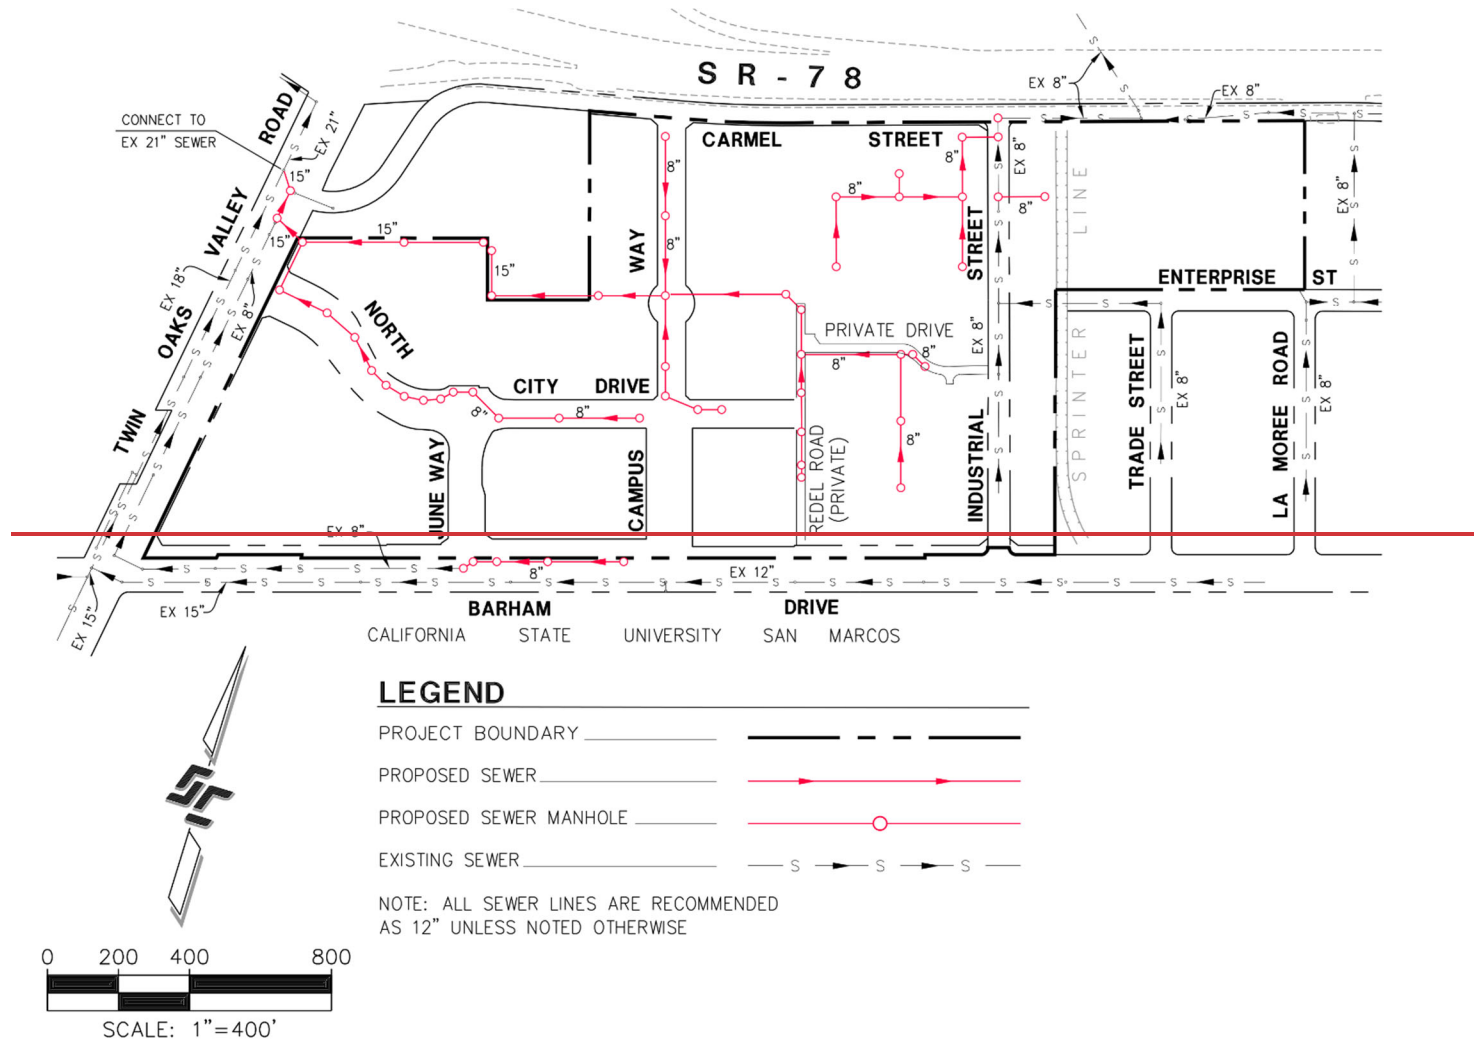 SR-78
EX 8"
EX 8"
CONNECT TO
EX 21" SEWER
ROAD
EX 21"
CARMEL STREET
8"
8"
EX 8"
15"
8"
8"
EX 8"
LINE
VALLEY
15"
15"
WAY
8"
STREET
15"
ENTERPRISE ST
EX 18"
EX 8"
OAKS
NORTH
PRIVATE DRIVE
8"
8"
EX 8"
SPRINTER
TRADE STREET
EX 8"
LA MOREE ROAD
EX 8"
CITY DRIVE
8"
8"
TWIN
JUNE WAY
CAMPUS
REDEL ROAD
(PRIVATE)
8"
INDUSTRIAL
EX 8"
8"
EX 12"
EX 15"
EX 15"
BARHAM DRIVE
CALIFORNIA STATE UNIVERSITY SAN MARCOS
S
LEGEND
PROJECT BOUNDARY
PROPOSED SEWER
PROPOSED SEWER MANHOLE
EXISTING SEWER
S S S
NOTE: ALL SEWER LINES ARE RECOMMENDED
AS 12" UNLESS NOTED OTHERWISE
0 200 400 800
SCALE: 1"=400'